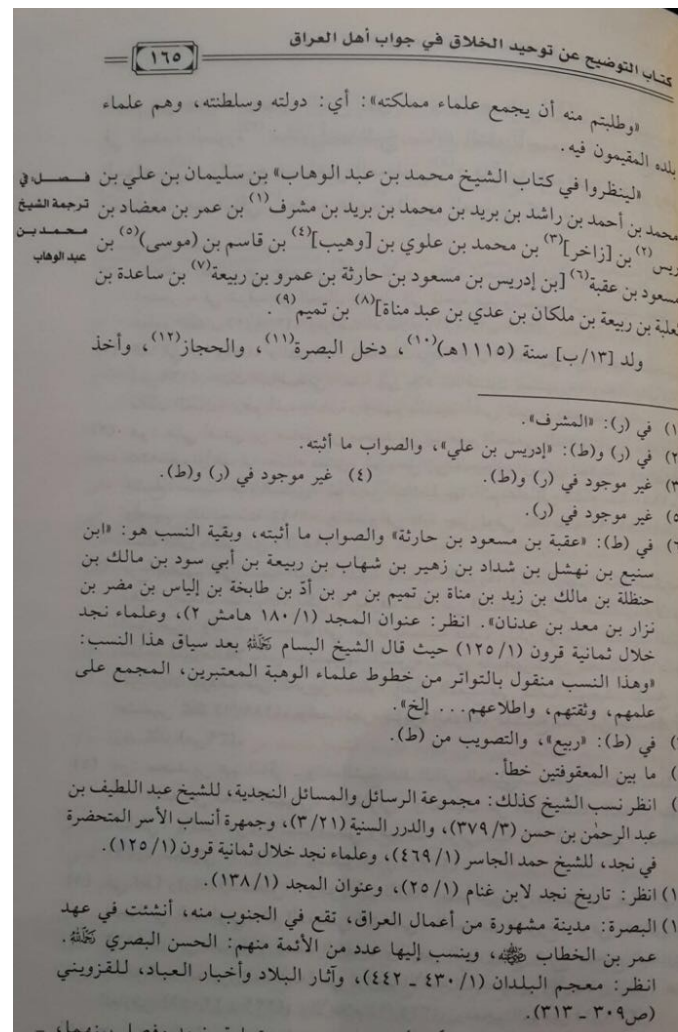 كتاب التوضيح عن توحيد الخلاق في جواب أهل العراق
١٦٥
«وطلبتم منه أن يجمع علماء مملكته»: أي: دولته وسلطنته، وهم علماء
بلده المقيمون فيه.
«لينظروا في كتاب الشيخ محمد بن عبد الوهاب» بن سليمان بن علي بن
محمد بن أحمد بن راشد بن بريد بن محمد بن بريد بن مشرف(١) بن عمر بن معضاد بن
ريس(٢) بن [زاخر](٣) بن محمد بن علوي بن [وهيب](٤) بن قاسم بن (موسى)(٥) بن
مسعود بن عقبة(٦) [بن إدريس بن مسعود بن حارثة بن عمرو بن ربيعة(٧) بن ساعدة بن
ثعلبة بن ربيعة بن ملكان بن عدي بن عبد مناة](٨) بن تميم(٩).
فصل: في
ترجمة الشيخ
محمد بن
عبد الوهاب
ولد [١٣/ب] سنة (١١١٥هـ)(١٠)، دخل البصرة(١١)، والحجاز(١٢)، وأخذ
١) في (ر): «المشرف».
٢) في (ر) و(ط): «إدريس بن علي»، والصواب ما أثبته.
٣) غير موجود في (ر) و(ط). (٤) غير موجود في (ر) و(ط).
٥) غير موجود في (ر).
٦) في (ط): «عقبة بن مسعود بن حارثة» والصواب ما أثبته، وبقية النسب هو: «ابن
سنيع بن نهشل بن شداد بن زهير بن شهاب بن ربيعة بن أبي سود بن مالك بن
حنظلة بن مالك بن زيد بن مناة بن تميم بن مر بن أدّ بن طابخة بن إلياس بن مضر بن
نزار بن معد بن عدنان». انظر: عنوان المجد (١/ ١٨٠ هامش ٢)، وعلماء نجد
خلال ثمانية قرون (١/ ١٢٥) حيث قال الشيخ البسام رحمه الله بعد سياق هذا النسب:
«وهذا النسب منقول بالتواتر من خطوط علماء الوهبة المعتبرين، المجمع على
علمهم، وثقتهم، واطلاعهم... إلخ».
) في (ط): «ربيع»، والتصويب من (ط).
) ما بين المعقوفتين خطأ.
) انظر نسب الشيخ كذلك: مجموعة الرسائل والمسائل النجدية، للشيخ عبد اللطيف بن
عبد الرحمٰن بن حسن (٣/ ٣٧٩)، والدرر السنية (٣/٢١)، وجمهرة أنساب الأسر المتحضرة
في نجد، للشيخ حمد الجاسر (١/ ٤٦٩)، وعلماء نجد خلال ثمانية قرون (١/ ١٢٥).
١) انظر: تاريخ نجد لابن غنام (١/ ٢٥)، وعنوان المجد (١/ ١٣٨).
١) البصرة: مدينة مشهورة من أعمال العراق، تقع في الجنوب منه، أنشئت في عهد
عمر بن الخطاب رضي الله عنه، وينسب إليها عدد من الأئمة منهم: الحسن البصري رحمه الله.
انظر: معجم البلدان (١/ ٤٣٠ ـ ٤٤٢)، وآثار البلاد وأخبار العباد، للقزويني
(ص٣٠٩ ـ ٣١٣).